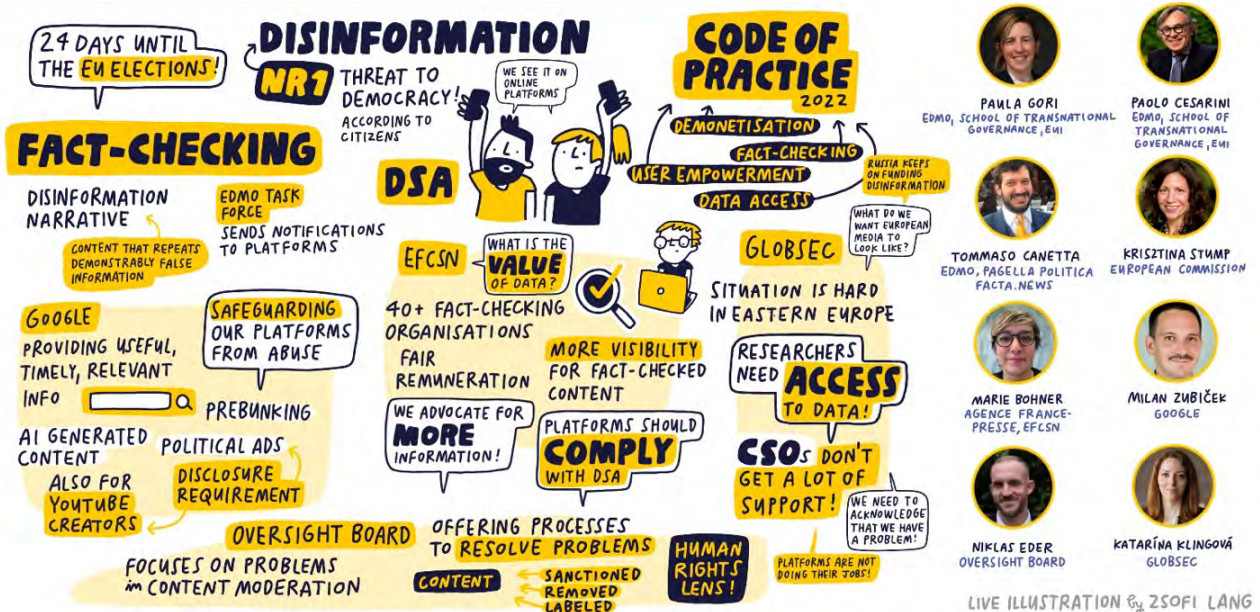 24 DAYS UNTIL
THE EU ELECTIONS!
DISINFORMATION
NR1
THREAT TO
DEMOCRACY!
ACCORDING TO
CITIZENS
WE SEE IT ON
ONLINE
PLATFORMS
CODE OF
PRACTICE
2022
DEMONETISATION
FACT-CHECKING
USER EMPOWERMENT
DATA ACCESS
RUSSIA KEEPS
ON FUNDING
DISINFORMATION
FACT-CHECKING
DISINFORMATION
NARRATIVE
CONTENT THAT REPEATS
DEMONSTRABLY FALSE
INFORMATION
EDMO TASK
FORCE
SENDS NOTIFICATIONS
TO PLATFORMS
DSA
EFCSN
WHAT IS THE
VALUE
OF DATA?
40+ FACT-CHECKING
ORGANISATIONS
FAIR
REMUNERATION
MORE VISIBILITY
FOR FACT-CHECKED
CONTENT
WE ADVOCATE FOR
MORE
INFORMATION!
PLATFORMS SHOULD
COMPLY
WITH DSA
GLOBSEC
WHAT DO WE
WANT EUROPEAN
MEDIA TO
LOOK LIKE?
SITUATION IS HARD
IN EASTERN EUROPE
RESEARCHERS
NEED ACCESS
TO DATA!
CSOs DON'T
GET A LOT OF
SUPPORT!
WE NEED TO
ACKNOWLEDGE
THAT WE HAVE
A PROBLEM!
PLATFORMS ARE NOT
DOING THEIR JOBS!
GOOGLE
PROVIDING USEFUL,
TIMELY, RELEVANT
INFO
SAFEGUARDING
OUR PLATFORMS
FROM ABUSE
PREBUNKING
AI GENERATED
CONTENT
POLITICAL ADS
ALSO FOR
YOUTUBE
CREATORS
DISCLOSURE
REQUIREMENT
OVERSIGHT BOARD
FOCUSES ON PROBLEMS
in CONTENT MODERATION
OFFERING PROCESSES
TO RESOLVE PROBLEMS
CONTENT
SANCTIONED
REMOVED
LABELED
HUMAN
RIGHTS
LENS!
PAULA GORI
EDMO, SCHOOL OF TRANSNATIONAL
GOVERNANCE, EUI
PAOLO CESARINI
EDMO, SCHOOL OF
TRANSNATIONAL
GOVERNANCE, EUI
TOMMASO CANETTA
EDMO, PAGELLA POLITICA
FACTA.NEWS
KRISZTINA STUMP
EUROPEAN COMMISSION
MARIE BOHNER
AGENCE FRANCE-
PRESSE, EFCSN
MILAN ZUBÍČEK
GOOGLE
NIKLAS EDER
OVERSIGHT BOARD
KATARÍNA KLINGOVÁ
GLOBSEC
LIVE ILLUSTRATION by ZSOFI LANG